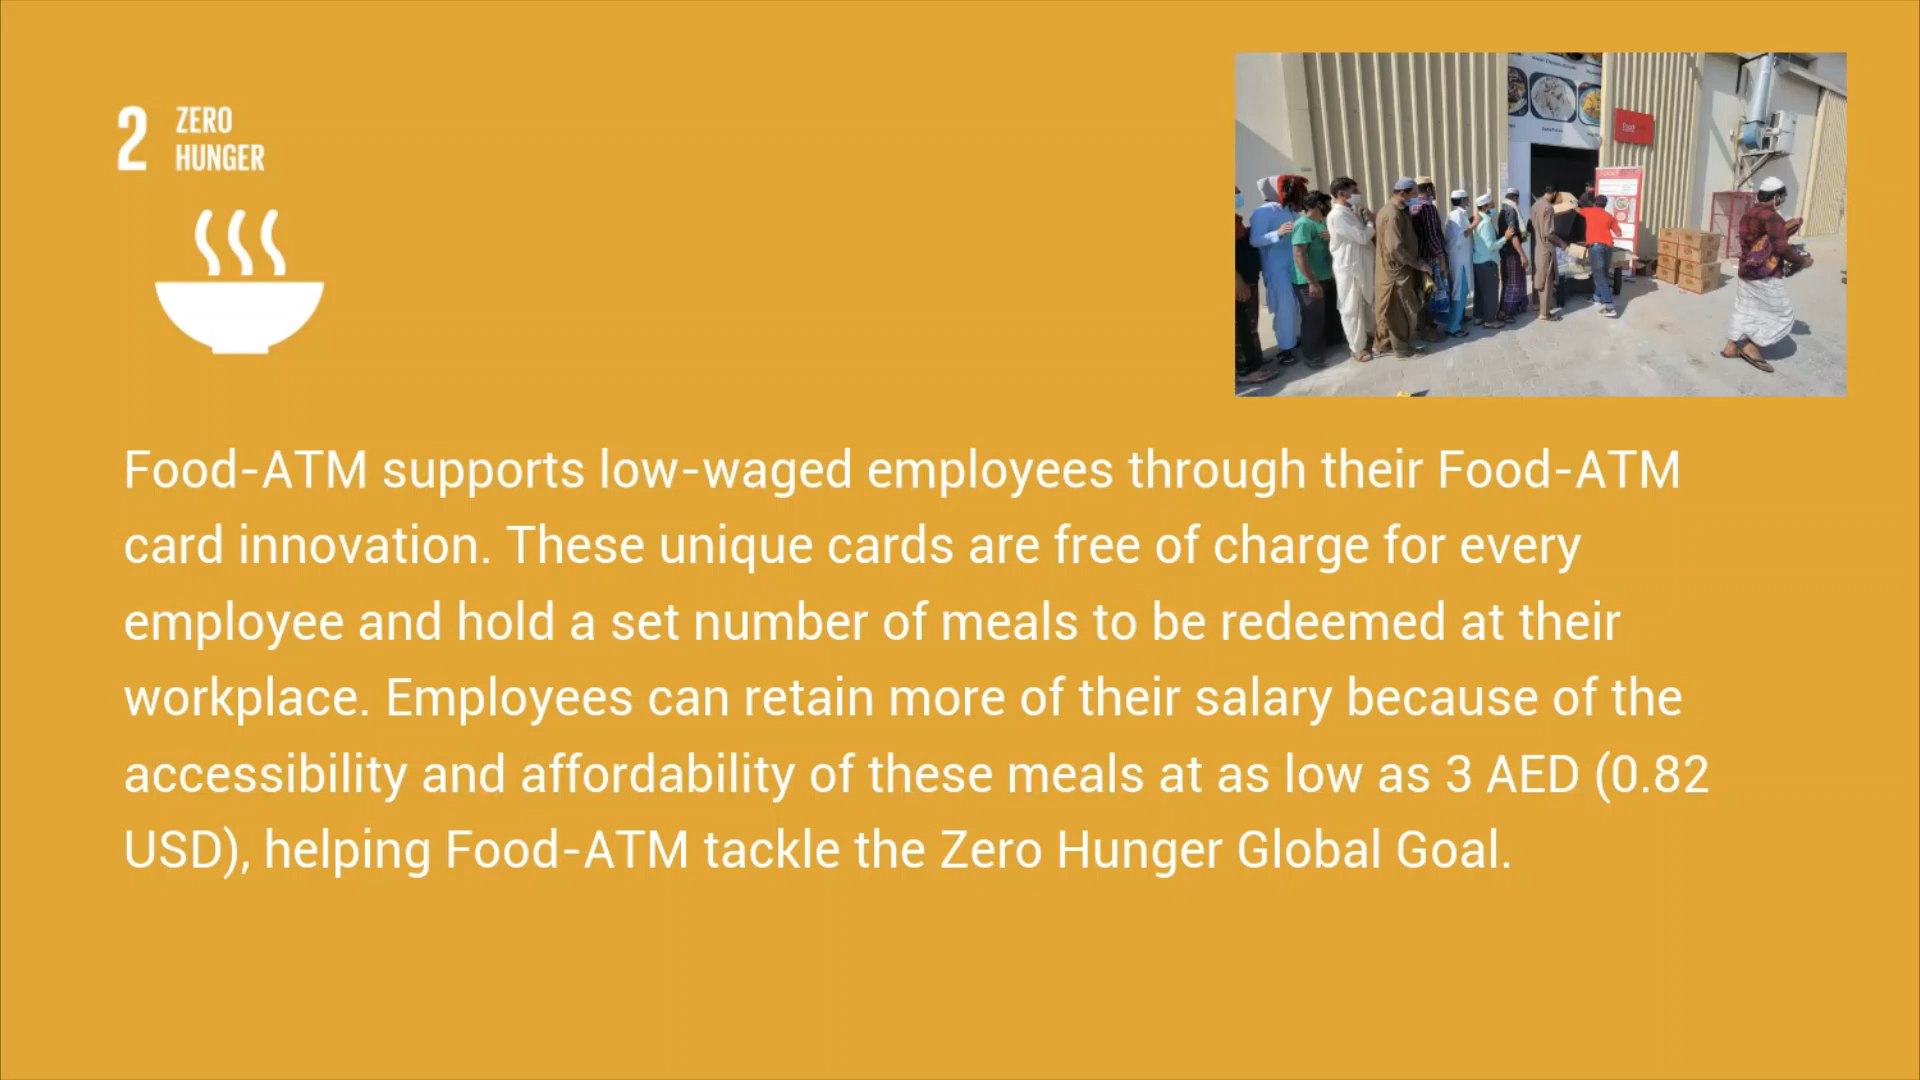 2 ZERO
HUNGER
Food-ATM supports low-waged employees through their Food-ATM
card innovation. These unique cards are free of charge for every
employee and hold a set number of meals to be redeemed at their
workplace. Employees can retain more of their salary because of the
accessibility and affordability of these meals at as low as 3 AED (0.82
USD), helping Food-ATM tackle the Zero Hunger Global Goal.